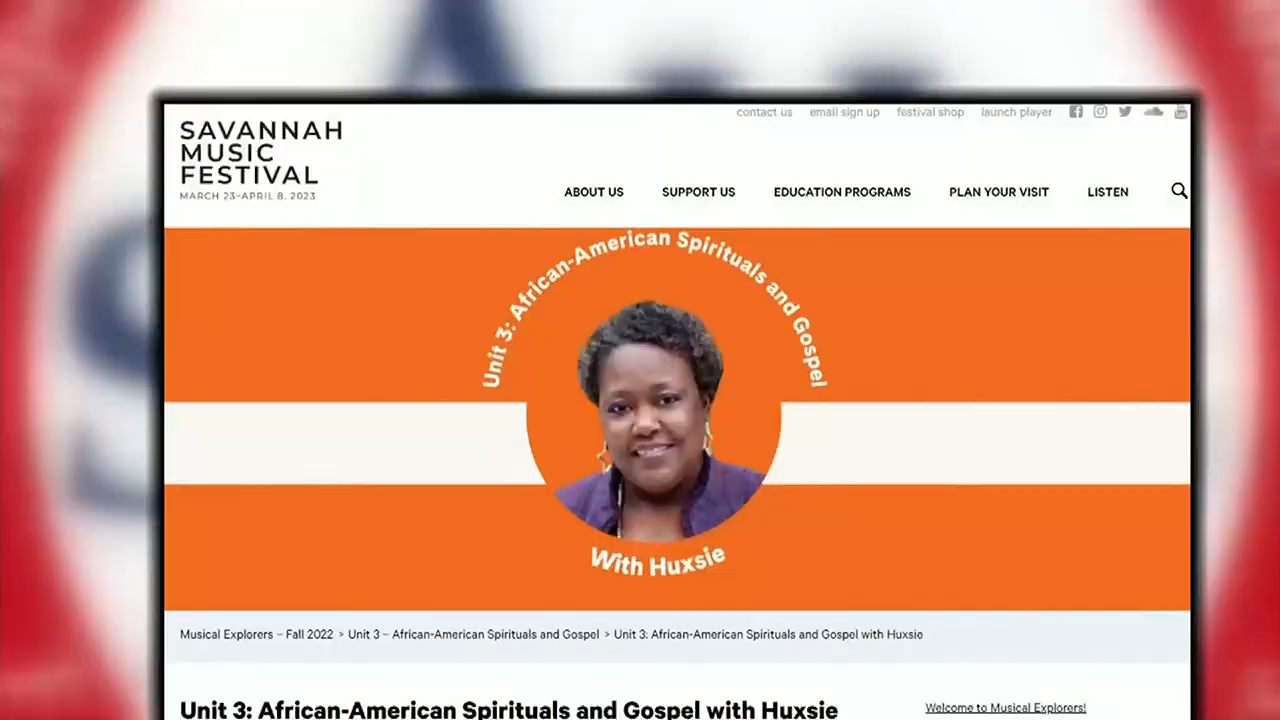 contact us email sign up festival shop launch player
SAVANNAH
MUSIC
FESTIVAL
MARCH 23-APRIL 8, 2023
ABOUT US SUPPORT US EDUCATION PROGRAMS PLAN YOUR VISIT LISTEN
Unit 3: African-American Spirituals and Gospel
With Huxsie
Musical Explorers – Fall 2022 > Unit 3 – African-American Spirituals and Gospel > Unit 3: African-American Spirituals and Gospel with Huxsie
Unit 3: African-American Spirituals and Gospel with Huxsie
Welcome to Musical Explorers!